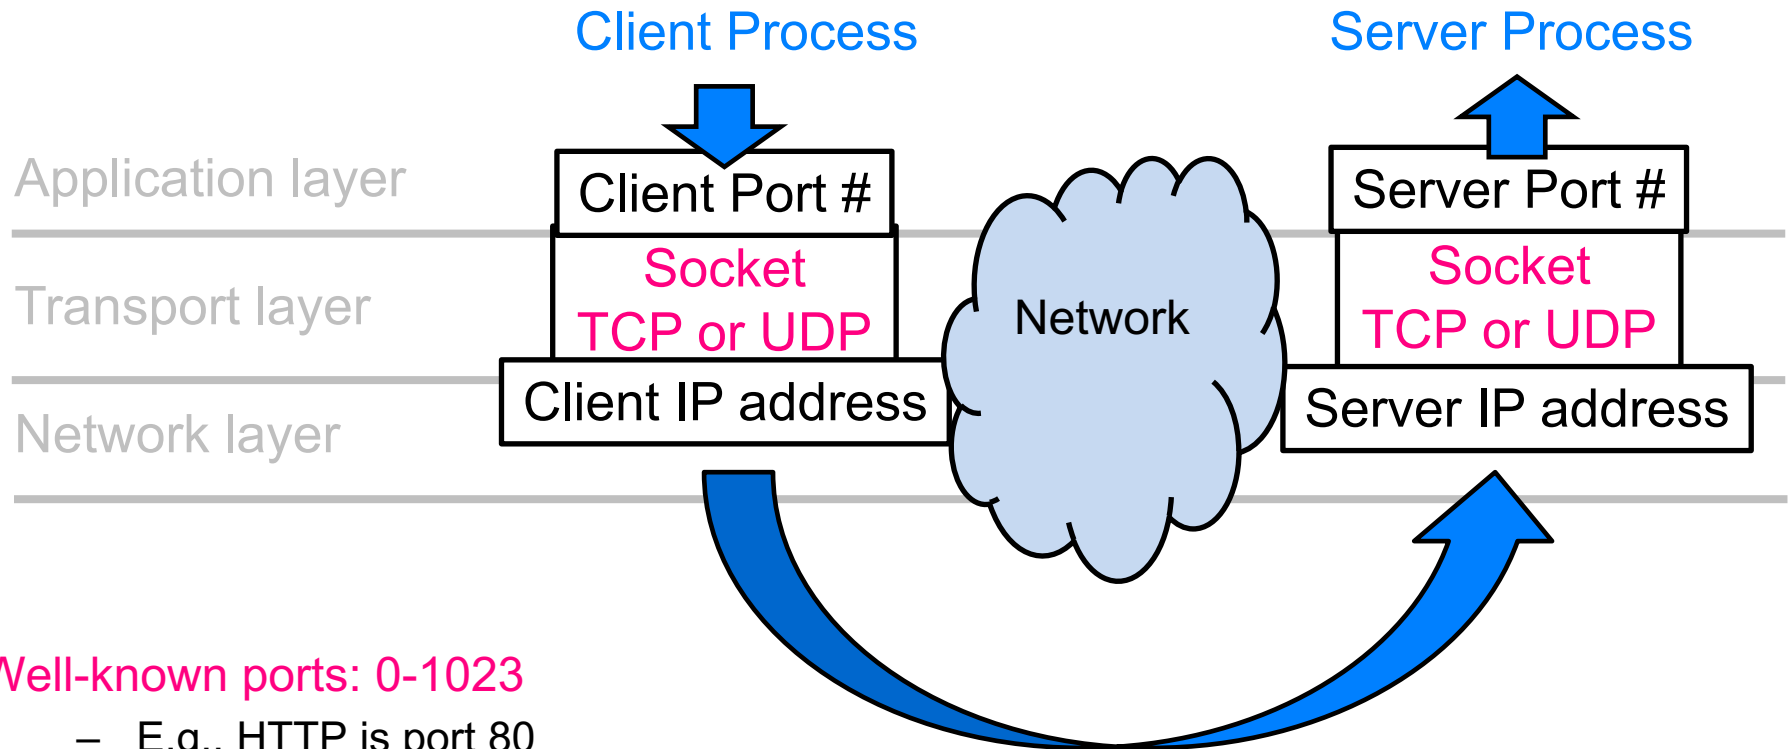 Client Process
Server Process
Application layer
Client Port #
Server Port #
Transport layer
Socket
TCP or UDP
Network
Socket
TCP or UDP
Network layer
Client IP address
Server IP address
Well-known ports: 0-1023
– E.g., HTTP is port 80